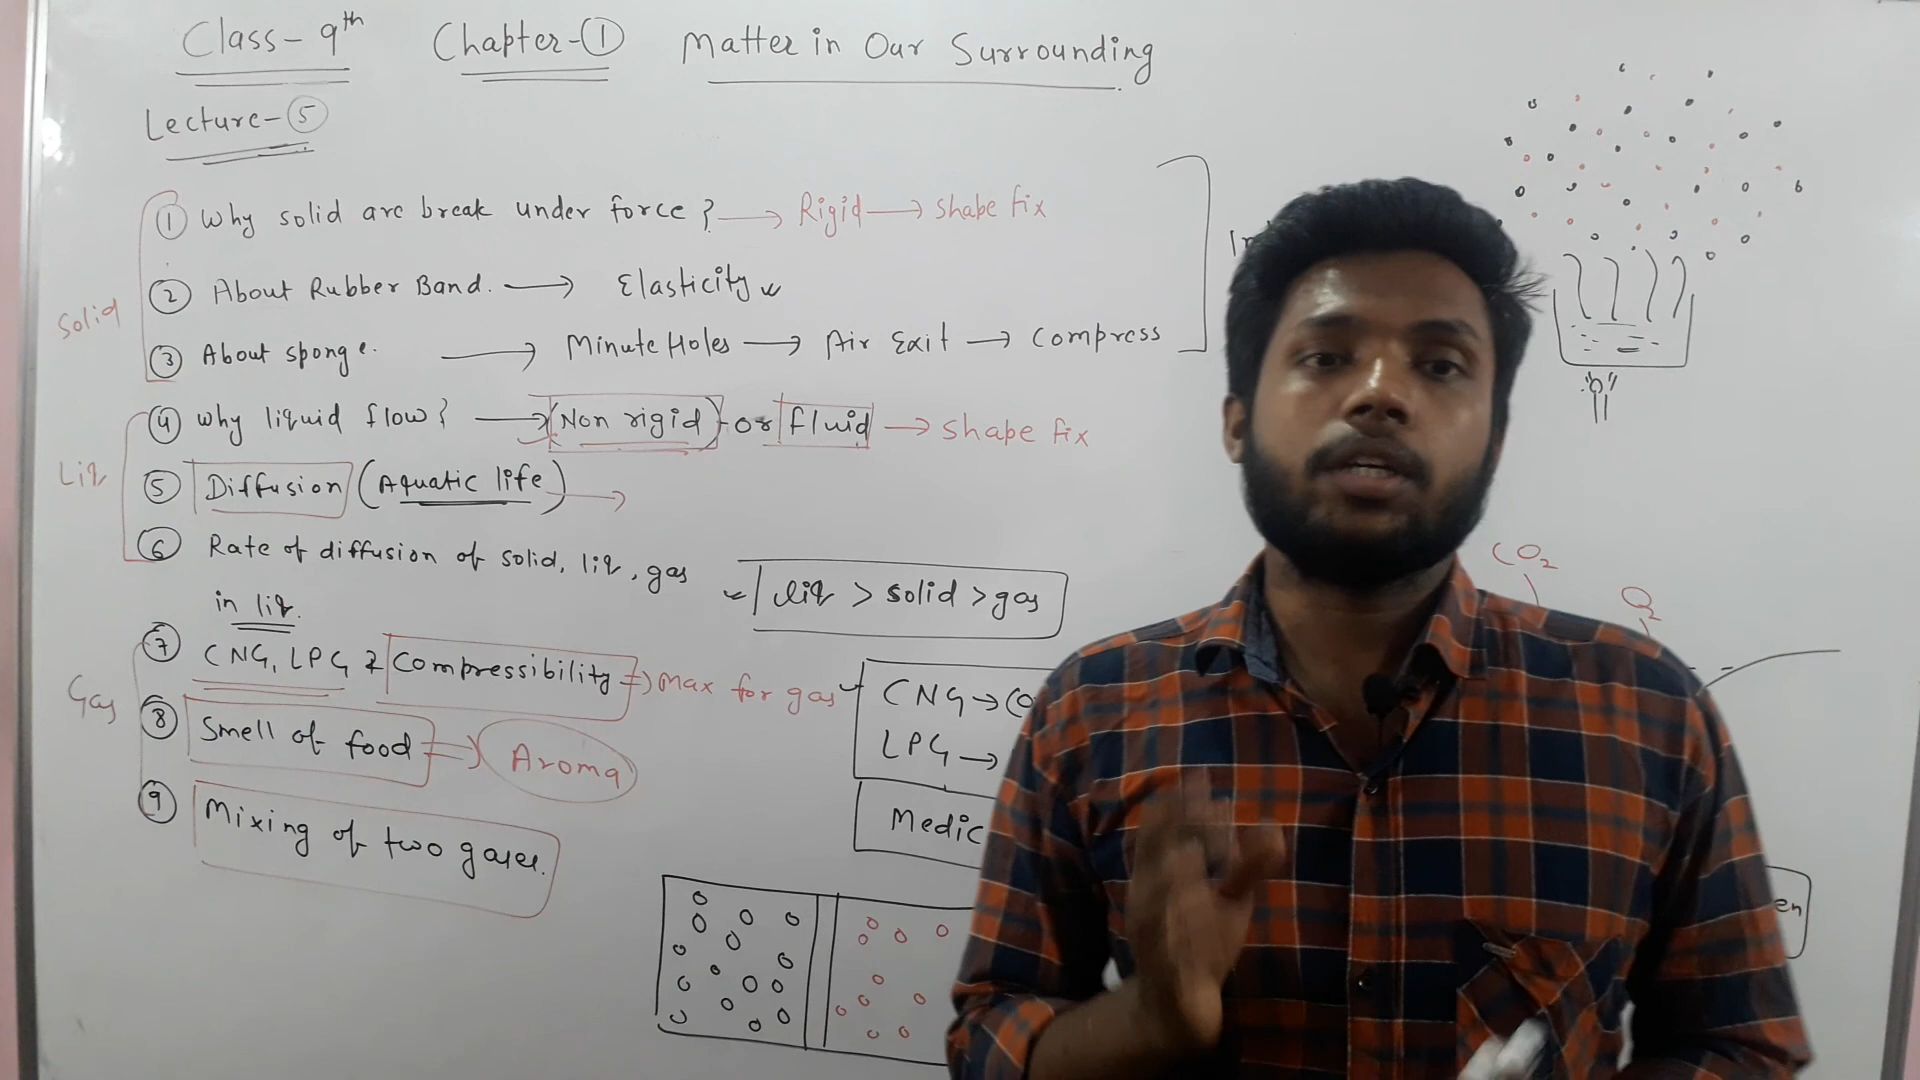 Class-9th Chapter-① Matter in Our Surrounding
Lecture-⑤
① Why solid are break under force? → Rigid → shape fix
② About Rubber Band. → Elasticity
③ About sponge. → Minute Holes → Air Exit → Compress
Solid
④ why liquid flow? → (Non rigid) or fluid → shape fix
Liq
⑤ Diffusion (Aquatic life) →
⑥ Rate of diffusion of solid, liq, gas
in liq.
liq > solid > gas
CO2
O2
⑦ CNG, LPG & Compressibility ⇒ max for gas
CNG →
LPG →
Gas
⑧ Smell of food ⇒ Aroma
⑨ Mixing of two gases.
Medic
en